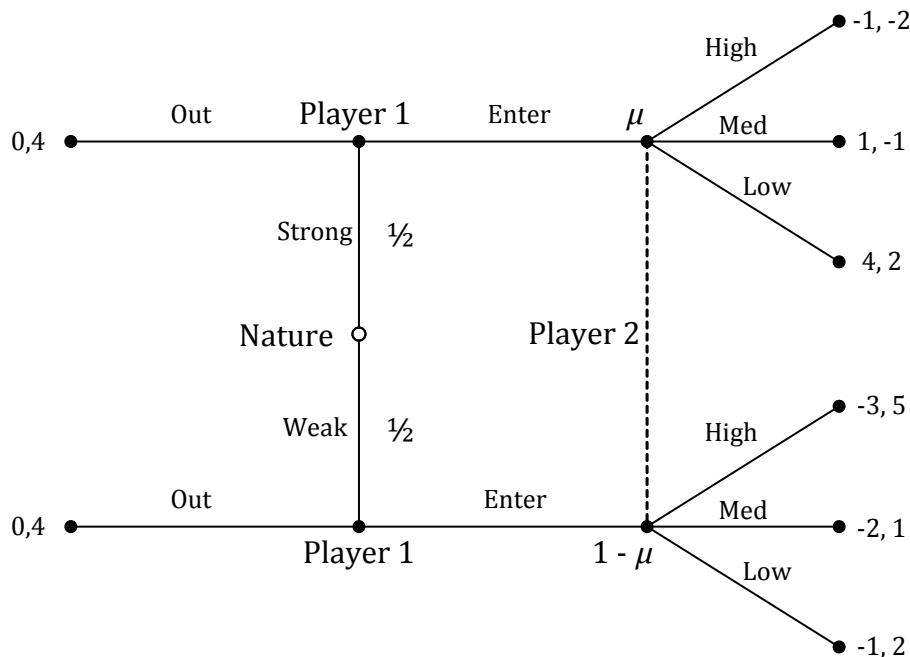 -1, -2
High
Out
Player 1
Enter
μ
Med
0,4
1, -1
Low
Strong
½
4, 2
Nature
Player 2
-3, 5
Weak
½
High
Out
Enter
Med
0,4
-2, 1
Player 1
1 - μ
Low
-1, 2